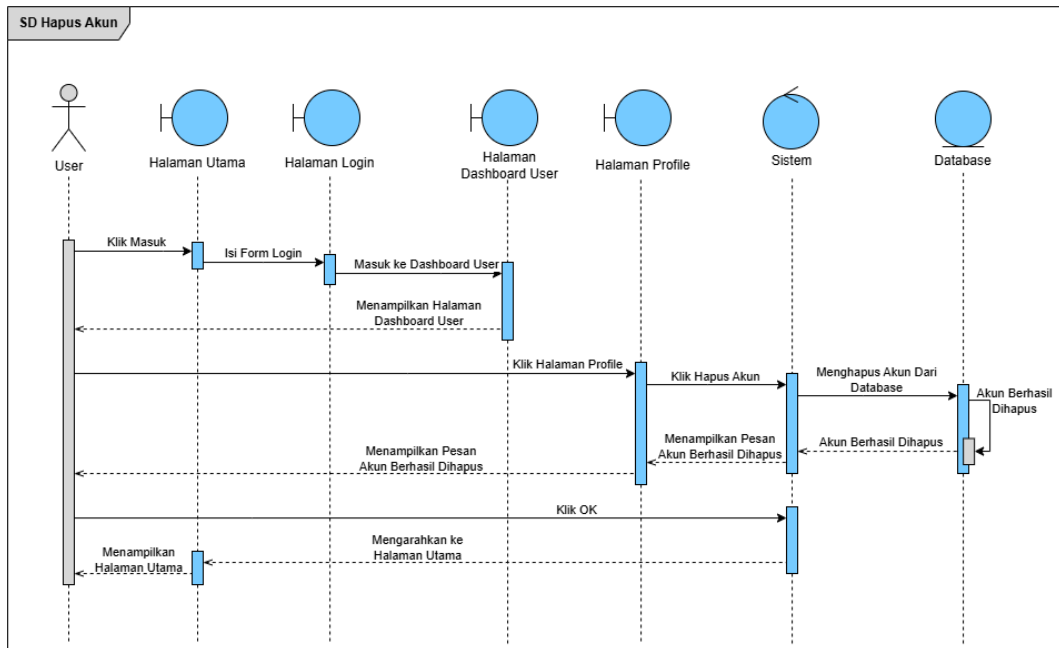 SD Hapus Akun
User
Halaman Utama
Halaman Login
Halaman
Dashboard User
Halaman Profile
Sistem
Database
Klik Masuk
Isi Form Login
Masuk ke Dashboard User
Menampilkan Halaman
Dashboard User
Klik Halaman Profile
Klik Hapus Akun
Menghapus Akun Dari
Database
Akun Berhasil
Dihapus
Akun Berhasil Dihapus
Menampilkan Pesan
Akun Berhasil Dihapus
Menampilkan Pesan
Akun Berhasil Dihapus
Klik OK
Mengarahkan ke
Halaman Utama
Menampilkan
Halaman Utama